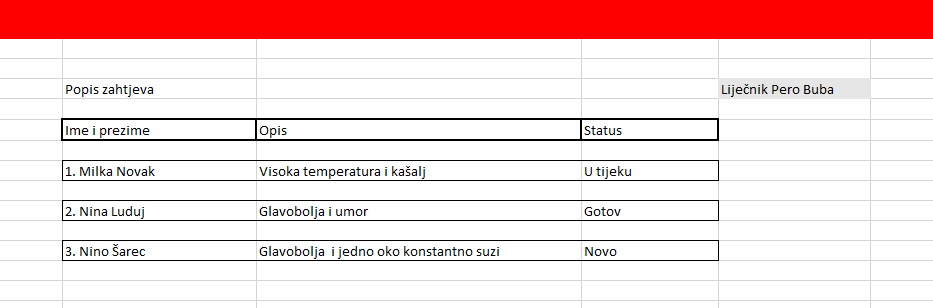 Popis zahtjeva Liječnik Pero Buba
Ime i prezime Opis Status
1. Milka Novak Visoka temperatura i kašalj U tijeku
2. Nina Luduj Glavobolja i umor Gotov
3. Nino Šarec Glavobolja  i jedno oko konstantno suzi Novo